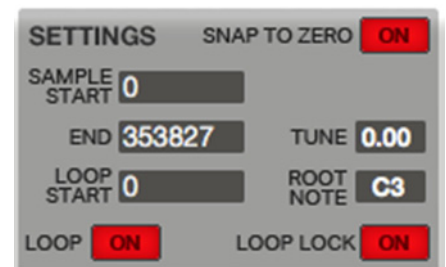 SETTINGS SNAP TO ZERO ON
SAMPLE
START 0
END 353827 TUNE 0.00
LOOP
START 0 ROOT
NOTE C3
LOOP ON LOOP LOCK ON